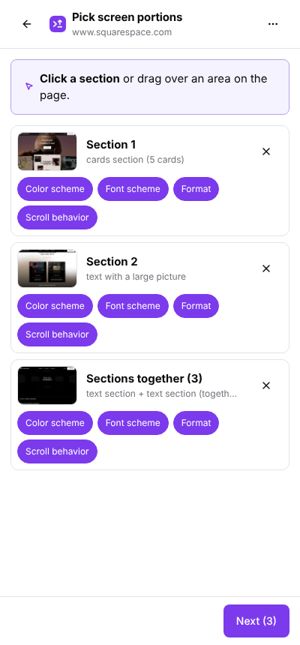 Pick screen portions
www.squarespace.com
Click a section or drag over an area on the
page.
Section 1
cards section (5 cards)
Color scheme
Font scheme
Format
Scroll behavior
Section 2
text with a large picture
Color scheme
Font scheme
Format
Scroll behavior
Sections together (3)
text section + text section (togeth...
Color scheme
Font scheme
Format
Scroll behavior
Next (3)